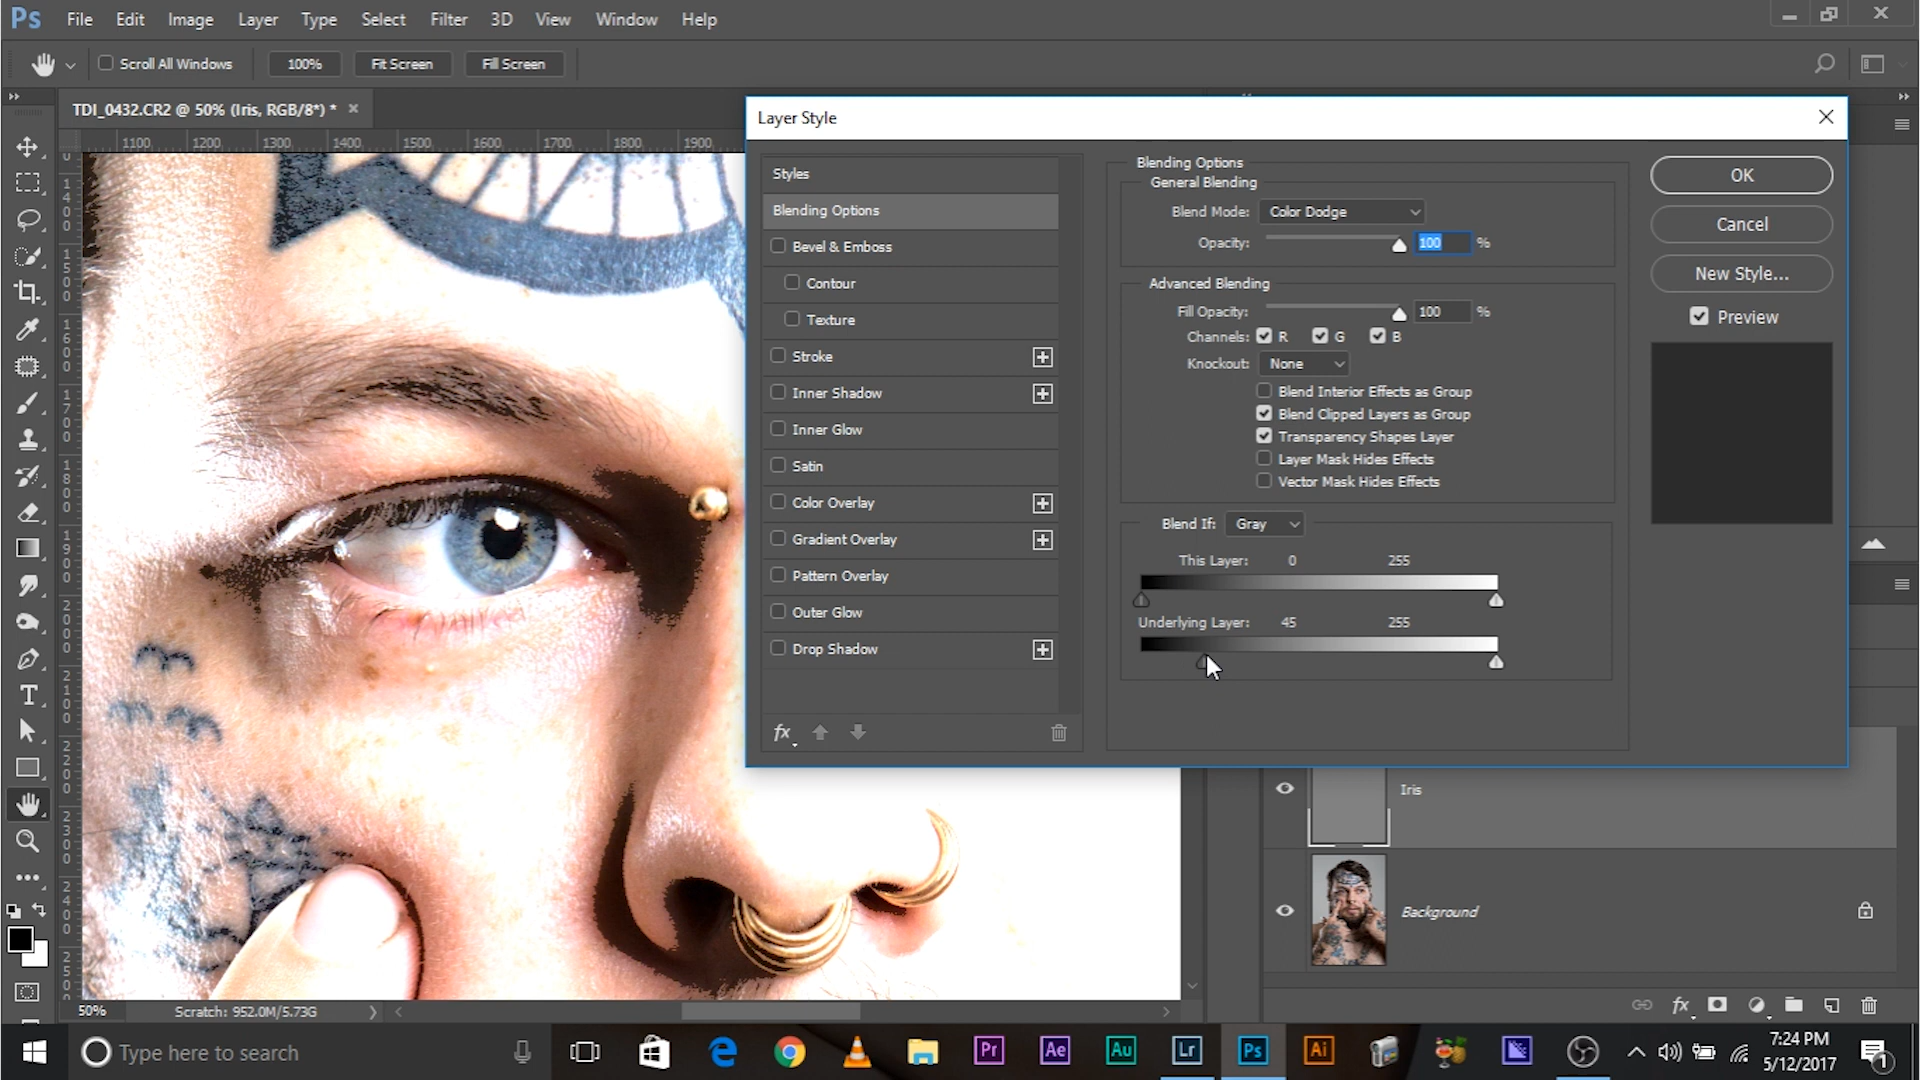 Ps File Edit Image Layer Type Select Filter 3D View Window Help
Scroll All Windows 100% Fit Screen Fill Screen
TDI_0432.CR2 @ 50% (Iris, RGB/8*) *
1100 1200 1300 1400 1500 1600 1700 1800 1900
Layer Style
Styles
Blending Options
Bevel & Emboss
Contour
Texture
Stroke
Inner Shadow
Inner Glow
Satin
Color Overlay
Gradient Overlay
Pattern Overlay
Outer Glow
Drop Shadow
fx
Blending Options
General Blending
Blend Mode: Color Dodge
Opacity: 100 %
Advanced Blending
Fill Opacity: 100 %
Channels: R G B
Knockout: None
Blend Interior Effects as Group
Blend Clipped Layers as Group
Transparency Shapes Layer
Layer Mask Hides Effects
Vector Mask Hides Effects
Blend If: Gray
This Layer: 0 255
Underlying Layer: 45 255
OK
Cancel
New Style...
Preview
Iris
Background
fx
50% Scratch: 952.0M/5.73G
Type here to search
Pr Ae Au Lr Ps Ai
7:24 PM
5/12/2017
1